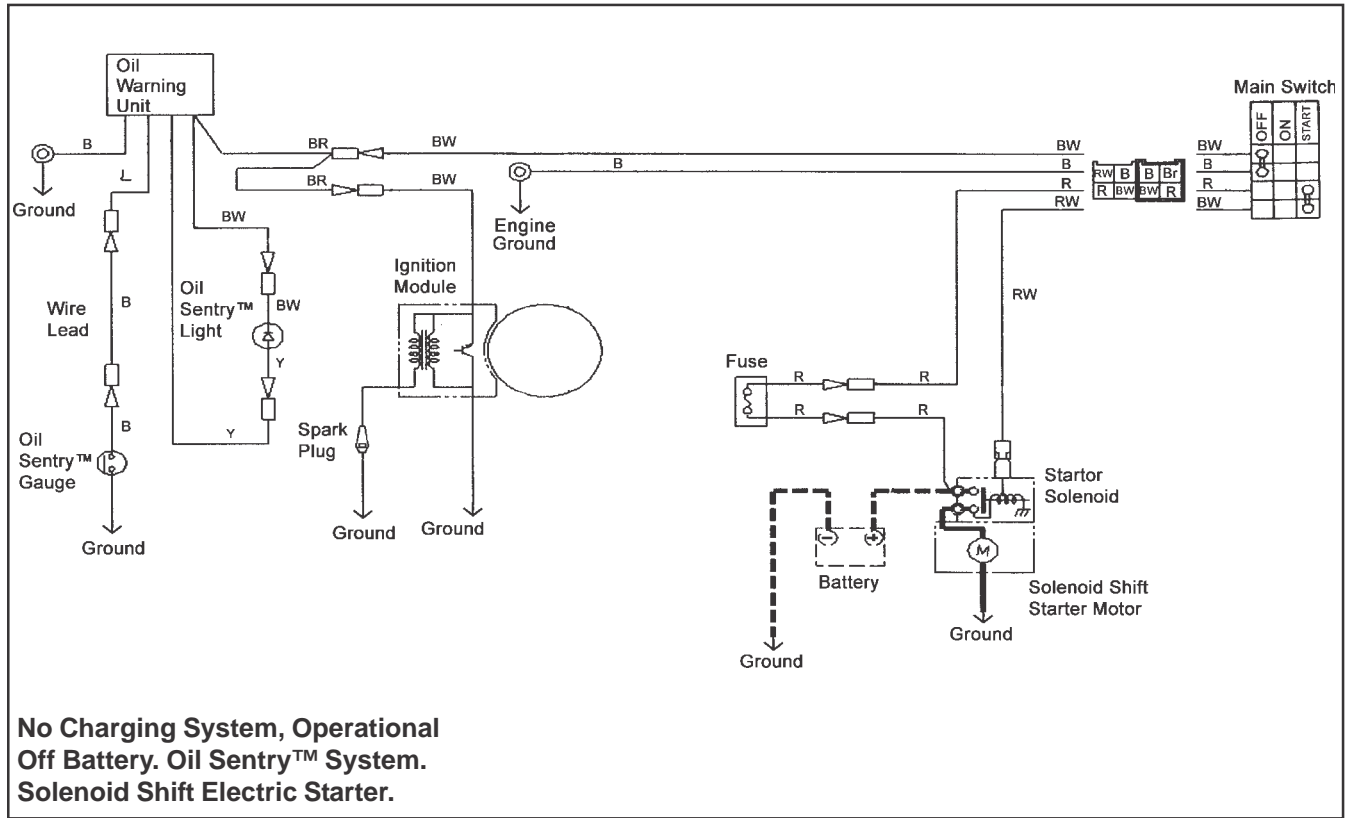 Oil
Warning
Unit
Main Switch
OFF
ON
START
B
BR
BW
BW
BW
B
B
B
BR
BW
R
R
RW
BW
Ground
L
RW B B Br
R BW BW R
BW
Engine
Ground
Ignition
Module
Oil
Sentry™
Light
BW
Wire
Lead
B
RW
Y
Fuse
R
R
R
R
Spark
Plug
Y
B
Oil
Sentry™
Gauge
Startor
Solenoid
Ground
Ground
Ground
M
Battery
Solenoid Shift
Starter Motor
Ground
Ground
No Charging System, Operational
Off Battery. Oil Sentry™ System.
Solenoid Shift Electric Starter.